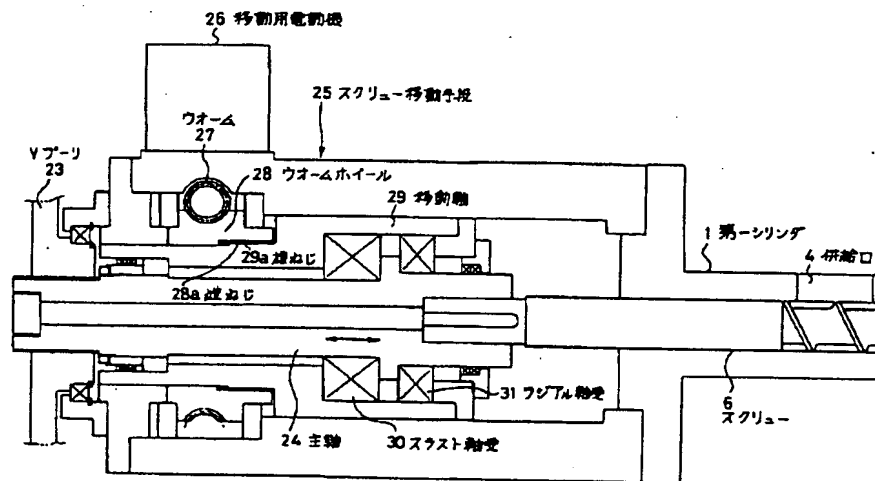 26 移動用電動機
25 スクリュー移動手段
ウオーム
27
Vプーリ
23
28 ウオームホイール
29 移動軸
1 第一シリンダ
4 供給口
29a 雄ねじ
28a 雌ねじ
31 ラジアル軸受
6
スクリュー
24 主軸
30 スラスト軸受